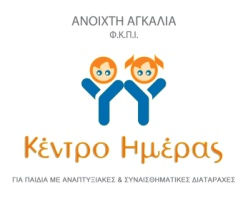 ΑΝΟΙΧΤΗ ΑΓΚΑΛΙΑ
Φ.Κ.Π.Ι.
Κέντρο Ημέρας
ΓΙΑ ΠΑΙΔΙΑ ΜΕ ΑΝΑΠΤΥΞΙΑΚΕΣ & ΣΥΝΑΙΣΘΗΜΑΤΙΚΕΣ ΔΙΑΤΑΡΑΧΕΣ